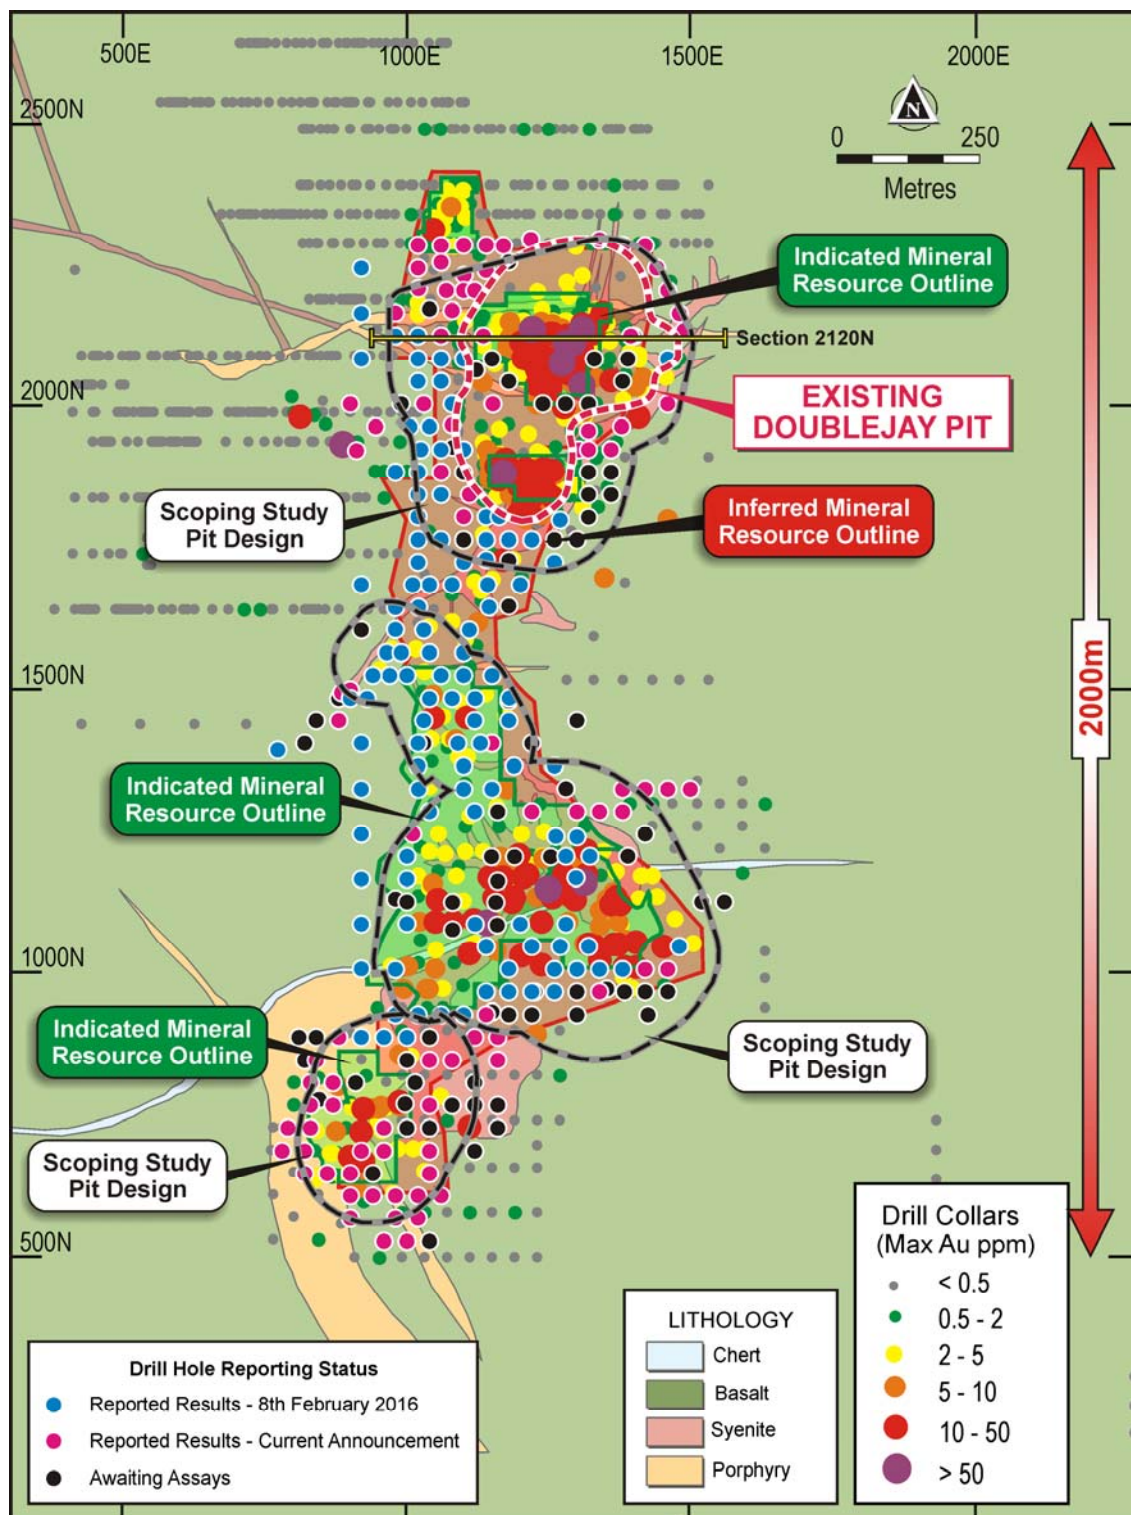 500E
1000E
1500E
2000E
2500N
N
0
250
Metres
Indicated Mineral
Resource Outline
Section 2120N
2000N
EXISTING
DOUBLEJAY PIT
Scoping Study
Pit Design
Inferred Mineral
Resource Outline
2000m
1500N
Indicated Mineral
Resource Outline
1000N
Indicated Mineral
Resource Outline
Scoping Study
Pit Design
Scoping Study
Pit Design
500N
Drill Hole Reporting Status
Reported Results - 8th February 2016
Reported Results - Current Announcement
Awaiting Assays
LITHOLOGY
Chert
Basalt
Syenite
Porphyry
Drill Collars
(Max Au ppm)
< 0.5
0.5 - 2
2 - 5
5 - 10
10 - 50
> 50